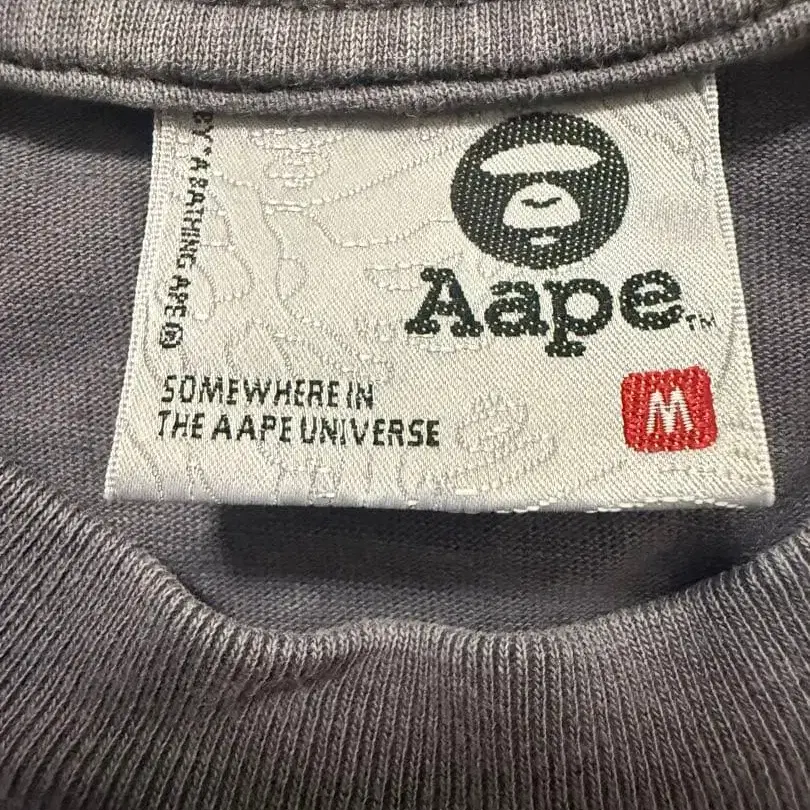 BY "A BATHING APE®
Aape™
SOMEWHERE IN
THE AAPE UNIVERSE
M